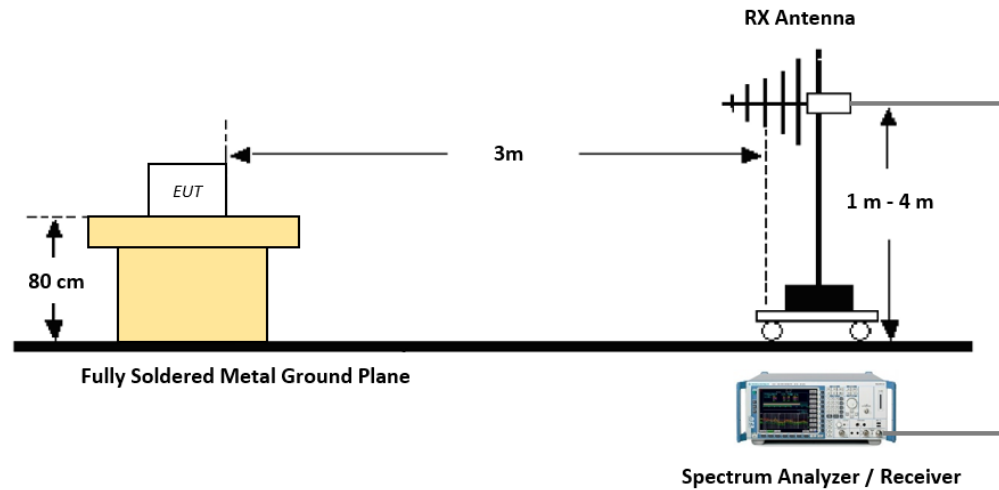 RX Antenna
3m
EUT
1 m - 4 m
80 cm
Fully Soldered Metal Ground Plane
Spectrum Analyzer / Receiver